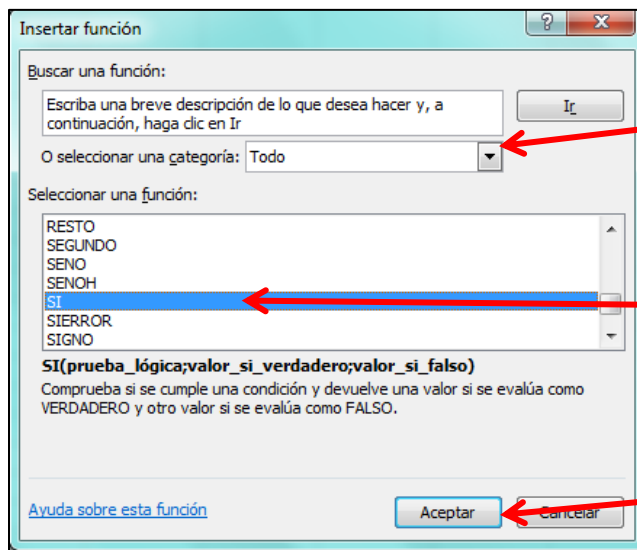 Insertar función
Buscar una función:
Escriba una breve descripción de lo que desea hacer y, a
continuación, haga clic en Ir
Ir
O seleccionar una categoría: Todo
Seleccionar una función:
RESTO
SEGUNDO
SENO
SENOH
SI
SIERROR
SIGNO
SI(prueba_lógica;valor_si_verdadero;valor_si_falso)
Comprueba si se cumple una condición y devuelve una valor si se evalúa como
VERDADERO y otro valor si se evalúa como FALSO.
Ayuda sobre esta función
Aceptar
Cancelar